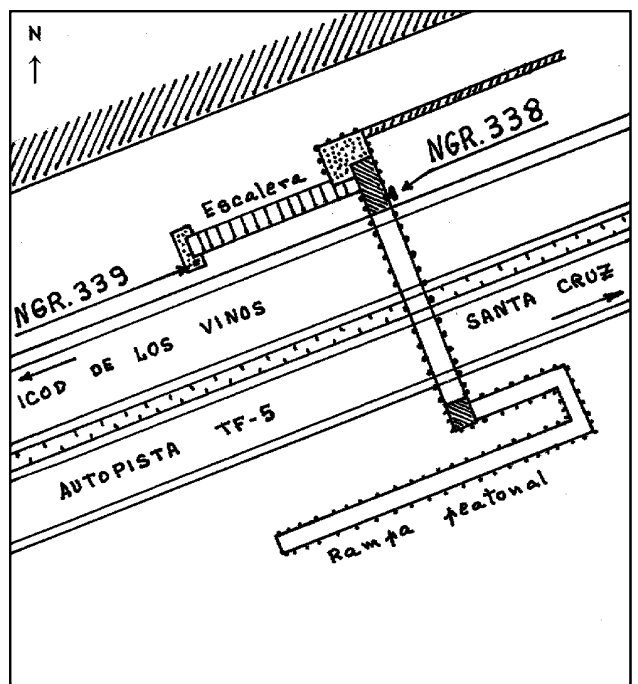 N
NGR.338
Escalera
NGR.339
ICOD DE LOS VINOS
SANTA CRUZ
AUTOPISTA TF-5
Rampa peatonal